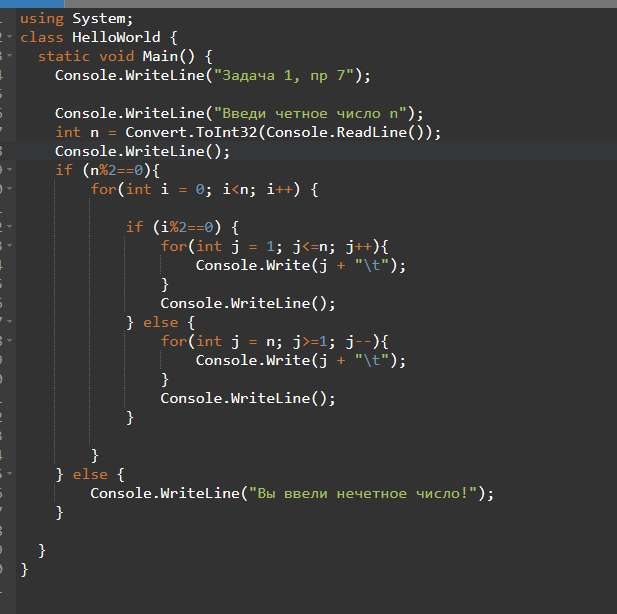 using System;
class HelloWorld {
  static void Main() {
    Console.WriteLine("Задача 1, пр 7");
    Console.WriteLine("Введи четное число n");
    int n = Convert.ToInt32(Console.ReadLine());
    Console.WriteLine();
    if (n%2==0){
        for(int i = 0; i<n; i++) {
            if (i%2==0) {
                for(int j = 1; j<=n; j++){
                    Console.Write(j + "\t");
                }
                Console.WriteLine();
            } else {
                for(int j = n; j>=1; j--){
                    Console.Write(j + "\t");
                }
                Console.WriteLine();
            }
        }
    } else {
        Console.WriteLine("Вы ввели нечетное число!");
    }
  }
}